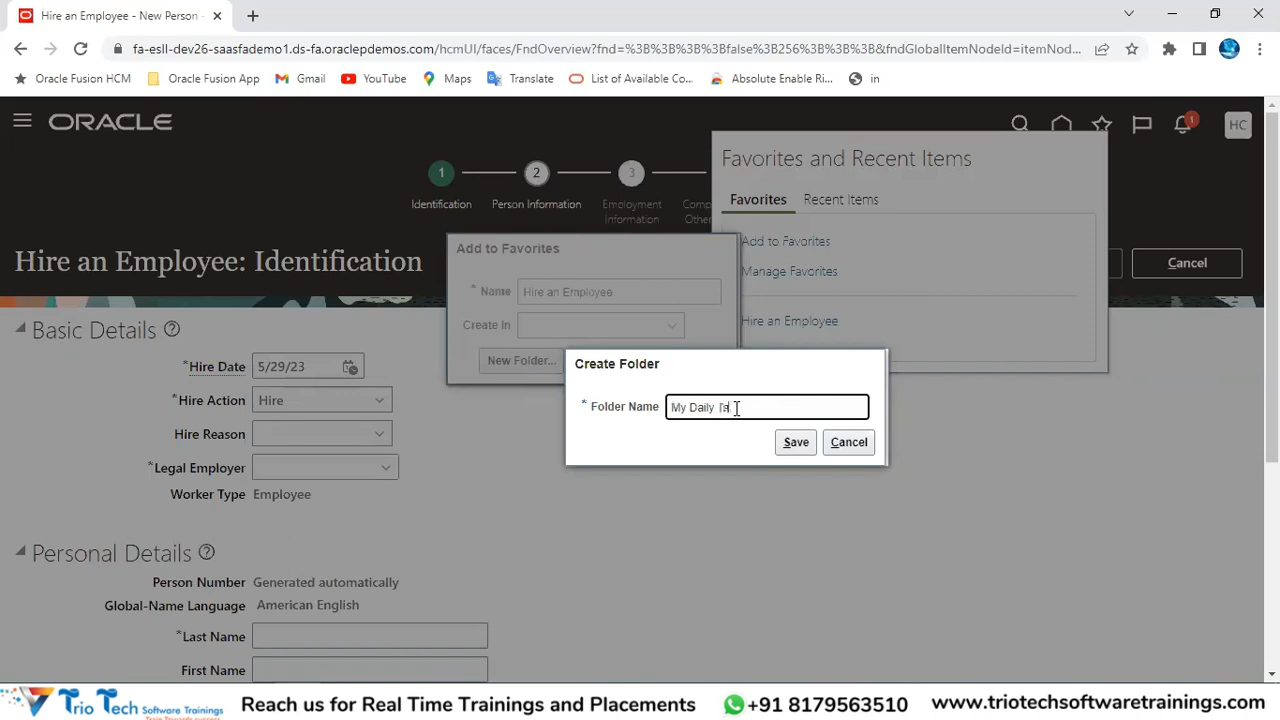 Hire an Employee - New Person -
fa-esll-dev26-saasfademo1.ds-fa.oraclepdemos.com/hcmUI/faces/FndOverview?fnd=%3B%3B%3B%3Bfalse%3B256%3B%3B%3B&fndGlobalItemNodeId=itemNod...
Oracle Fusion HCM
Oracle Fusion App
Gmail
YouTube
Maps
Translate
List of Available Co...
Absolute Enable Ri...
in
ORACLE
1
HC
Favorites and Recent Items
1
2
3
Identification
Person Information
Employment
Information
Comp
Other
Favorites
Recent Items
Add to Favorites
Manage Favorites
Hire an Employee
Hire an Employee: Identification
Cancel
Add to Favorites
* Name Hire an Employee
Create In
New Folder...
Create Folder
* Folder Name My Daily Ta
Save
Cancel
Basic Details
*Hire Date 5/29/23
*Hire Action Hire
Hire Reason
*Legal Employer
Worker Type Employee
Personal Details
Person Number Generated automatically
Global-Name Language American English
*Last Name
First Name
Trio Tech
Software Trainings
Trio Towards success
Reach us for Real Time Trainings and Placements
+91 8179563510
www.triotechsoftwaretrainings.com